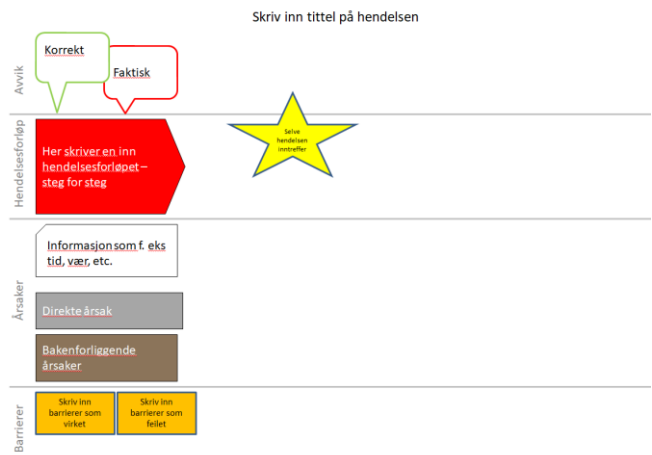 Skriv inn tittel på hendelsen
Avvik
Korrekt
Faktisk
Hendelsesforløp
Her skriver en inn
hendelsesforløpet –
steg for steg
Selve
hendelsen
inntreffer
Årsaker
Informasjon som f. eks
tid, vær, etc.
Direkte årsak
Bakenforliggende
årsaker
Barrierer
Skriv inn
barrierer som
virket
Skriv inn
barrierer som
feilet